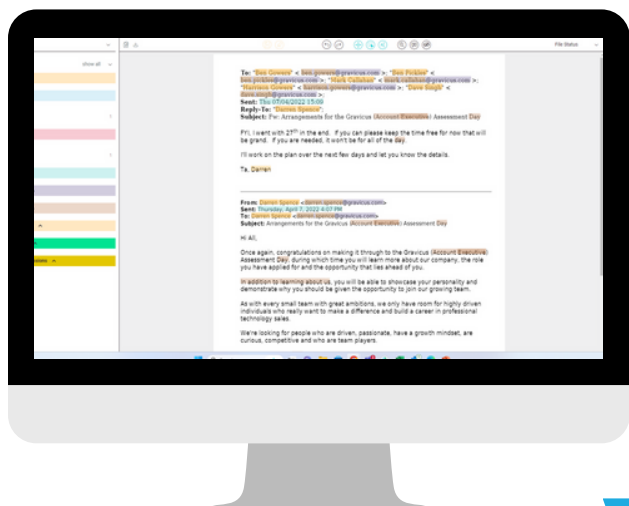 show all
File Status
To: "Ben Gowers" < ben.gowers@gravicus.com >; "Ben Pickles" <
ben.pickles@gravicus.com >; "Mark Callahan" < mark.callahan@gravicus.com >;
"Harrison Gowers" < harrison.gowers@gravicus.com >; "Dave Singh" <
dave.singh@gravicus.com >;
Sent: Thu 07/04/2022 15:08
Reply-To: "Darren Spence";
Subject: Fw: Arrangements for the Gravicus (Account Executive) Assessment Day
FYI, I went with 27th in the end. If you can please keep the time free for now that will
be grand. If you are needed, it won't be for all of the day.
I'll work on the plan over the next few days and let you know the details.
Ta, Darren
From: Darren Spence <darren.spence@gravicus.com>
Sent: Thursday, April 7, 2022 4:07 PM
To: Darren Spence <darren.spence@gravicus.com>
Subject: Arrangements for the Gravicus (Account Executive) Assessment Day
Hi All,
Once again, congratulations on making it through to the Gravicus (Account Executive)
Assessment Day, during which time you will learn more about our company, the role
you have applied for and the opportunity that lies ahead of you.
In addition to learning about us, you will be able to showcase your personality and
demonstrate why you should be given the opportunity to join our growing team.
As with every small team with great ambitions, we only have room for highly driven
individuals who really want to make a difference and build a career in professional
technology sales.
We're looking for people who are driven, passionate, have a growth mindset, are
curious, competitive and who are team players.